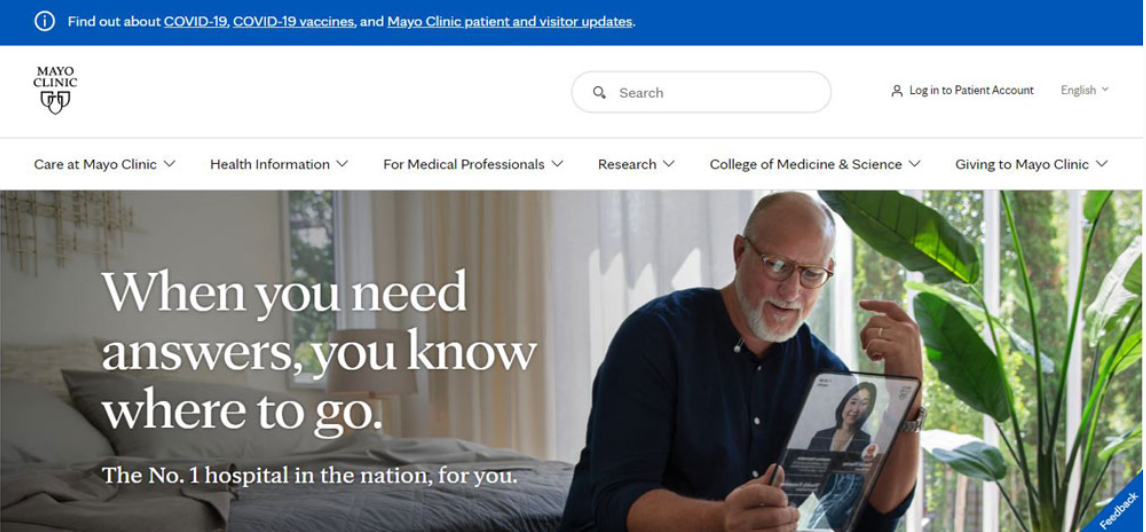 Find out about COVID-19, COVID-19 vaccines, and Mayo Clinic patient and visitor updates.
MAYO
CLINIC
Search
Log in to Patient Account
English
Care at Mayo Clinic
Health Information
For Medical Professionals
Research
College of Medicine & Science
Giving to Mayo Clinic
When you need
answers, you know
where to go.
The No. 1 hospital in the nation, for you.
Feedback